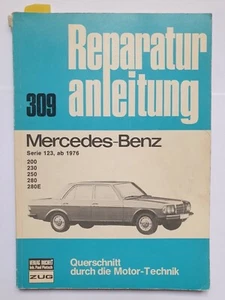 Reparatur
anleitung
309
Mercedes-Benz
Serie 123, ab 1976
200
230
250
280
280E
ZUG
Querschnitt
durch die Motor-Technik